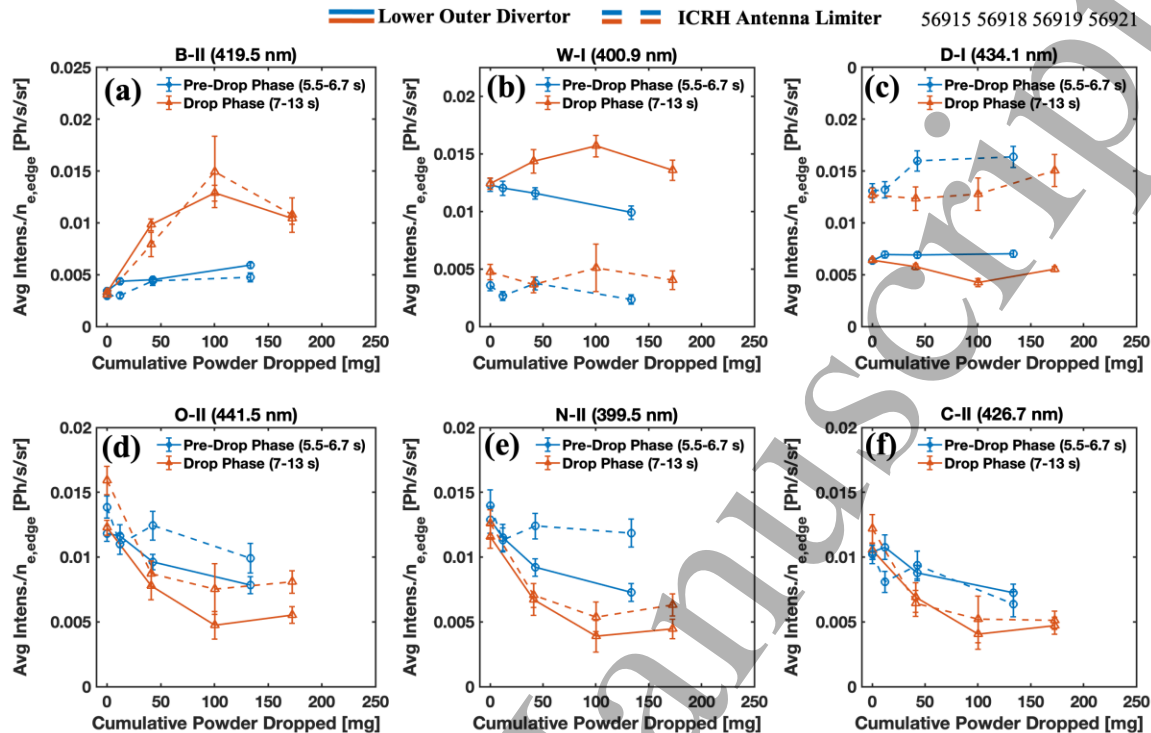 Lower Outer Divertor ICRH Antenna Limiter 56915 56918 56919 56921
B-II (419.5 nm)
(a)
Pre-Drop Phase (5.5-6.7 s)
Drop Phase (7-13 s)
Avg Intens./n_e,edge [Ph/s/sr]
0.025
0.02
0.015
0.01
0.005
0
0 50 100 150 200 250
Cumulative Powder Dropped [mg]
W-I (400.9 nm)
(b)
Pre-Drop Phase (5.5-6.7 s)
Drop Phase (7-13 s)
Avg Intens./n_e,edge [Ph/s/sr]
0.02
0.015
0.01
0.005
0
0 50 100 150 200 250
Cumulative Powder Dropped [mg]
D-I (434.1 nm)
(c)
Pre-Drop Phase (5.5-6.7 s)
Drop Phase (7-13 s)
Avg Intens./n_e,edge [Ph/s/sr]
0
0.02
0.015
0.01
0.005
0
0 50 100 150 200 250
Cumulative Powder Dropped [mg]
O-II (441.5 nm)
(d)
Pre-Drop Phase (5.5-6.7 s)
Drop Phase (7-13 s)
Avg Intens./n_e,edge [Ph/s/sr]
0.02
0.015
0.01
0.005
0
0 50 100 150 200 250
Cumulative Powder Dropped [mg]
N-II (399.5 nm)
(e)
Pre-Drop Phase (5.5-6.7 s)
Drop Phase (7-13 s)
Avg Intens./n_e,edge [Ph/s/sr]
0.02
0.015
0.01
0.005
0
0 50 100 150 200 250
Cumulative Powder Dropped [mg]
C-II (426.7 nm)
(f)
Pre-Drop Phase (5.5-6.7 s)
Drop Phase (7-13 s)
Avg Intens./n_e,edge [Ph/s/sr]
0.02
0.015
0.01
0.005
0
0 50 100 150 200 250
Cumulative Powder Dropped [mg]